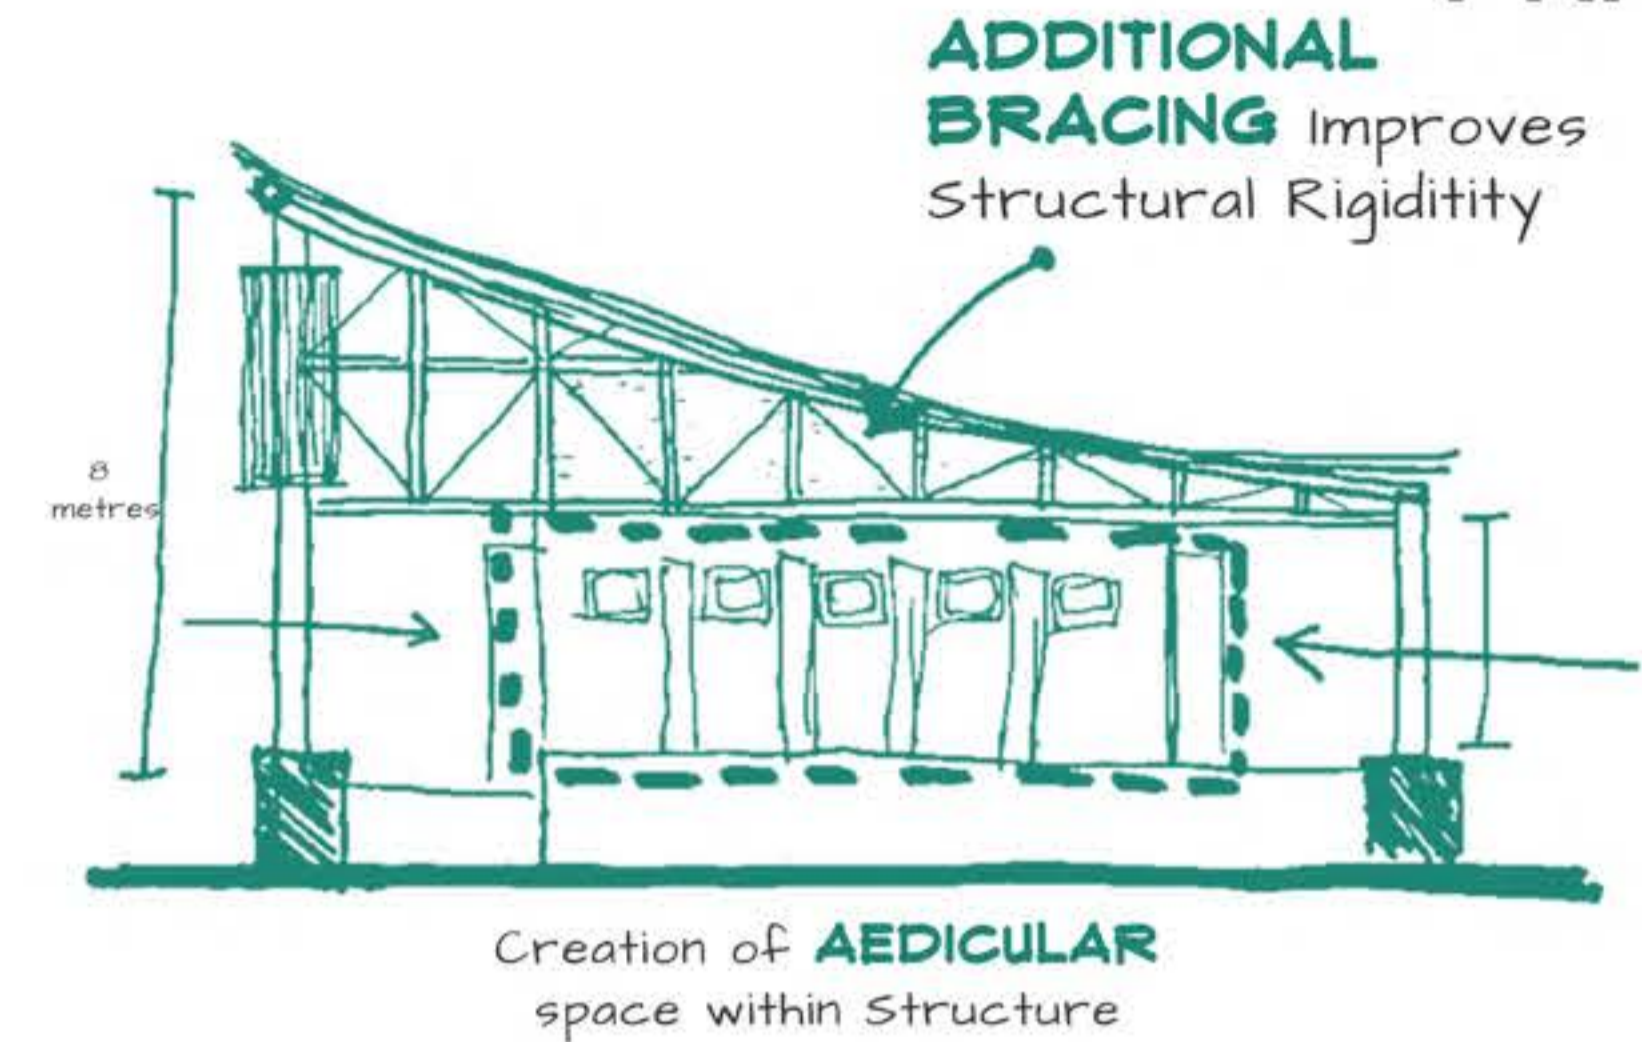 ADDITIONAL
BRACING Improves
Structural Rigiditity
8
metres
Creation of AEDICULAR
space within Structure